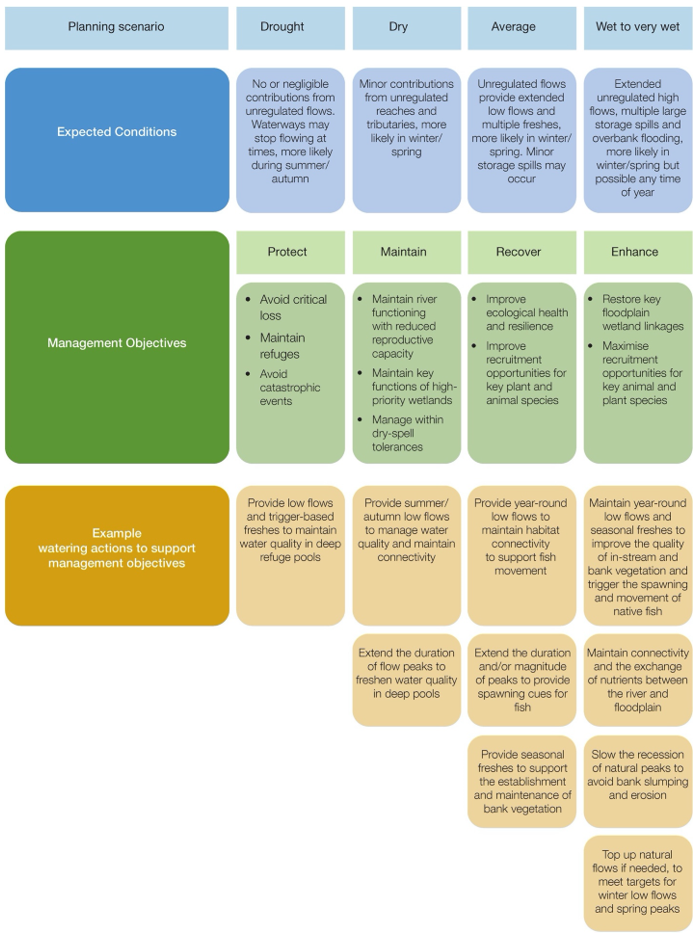 Planning scenario
Drought
Dry
Average
Wet to very wet
Expected Conditions
No or negligible
contributions from
unregulated flows.
Waterways may
stop flowing at
times, more likely
during summer/
autumn
Minor contributions
from unregulated
reaches and
tributaries, more
likely in winter/
spring
Unregulated flows
provide extended
low flows and
multiple freshes,
more likely in winter/
spring. Minor
storage spills may
occur
Extended
unregulated high
flows, multiple large
storage spills and
overbank flooding,
more likely in
winter/spring but
possible any time
of year
Management Objectives
Protect
Maintain
Recover
Enhance
• Avoid critical
loss
• Maintain
refuges
• Avoid
catastrophic
events
• Maintain river
functioning
with reduced
reproductive
capacity
• Maintain key
functions of high-
priority wetlands
• Manage within
dry-spell
tolerances
• Improve
ecological health
and resilience
• Improve
recruitment
opportunities for
key plant and
animal species
• Restore key
floodplain
wetland linkages
• Maximise
recruitment
opportunities for
key animal and
plant species
Example
watering actions to support
management objectives
Provide low flows
and trigger-based
freshes to maintain
water quality in deep
refuge pools
Provide summer/
autumn low flows
to manage water
quality and maintain
connectivity
Provide year-round
low flows to
maintain habitat
connectivity
to support fish
movement
Maintain year-round
low flows and
seasonal freshes to
improve the quality
of in-stream and
bank vegetation and
trigger the spawning
and movement of
native fish
Extend the duration
of flow peaks to
freshen water quality
in deep pools
Extend the duration
and/or magnitude
of peaks to provide
spawning cues for
fish
Maintain connectivity
and the exchange
of nutrients between
the river and
floodplain
Provide seasonal
freshes to support
the establishment
and maintenance of
bank vegetation
Slow the recession
of natural peaks to
avoid bank slumping
and erosion
Top up natural
flows if needed, to
meet targets for
winter low flows
and spring peaks